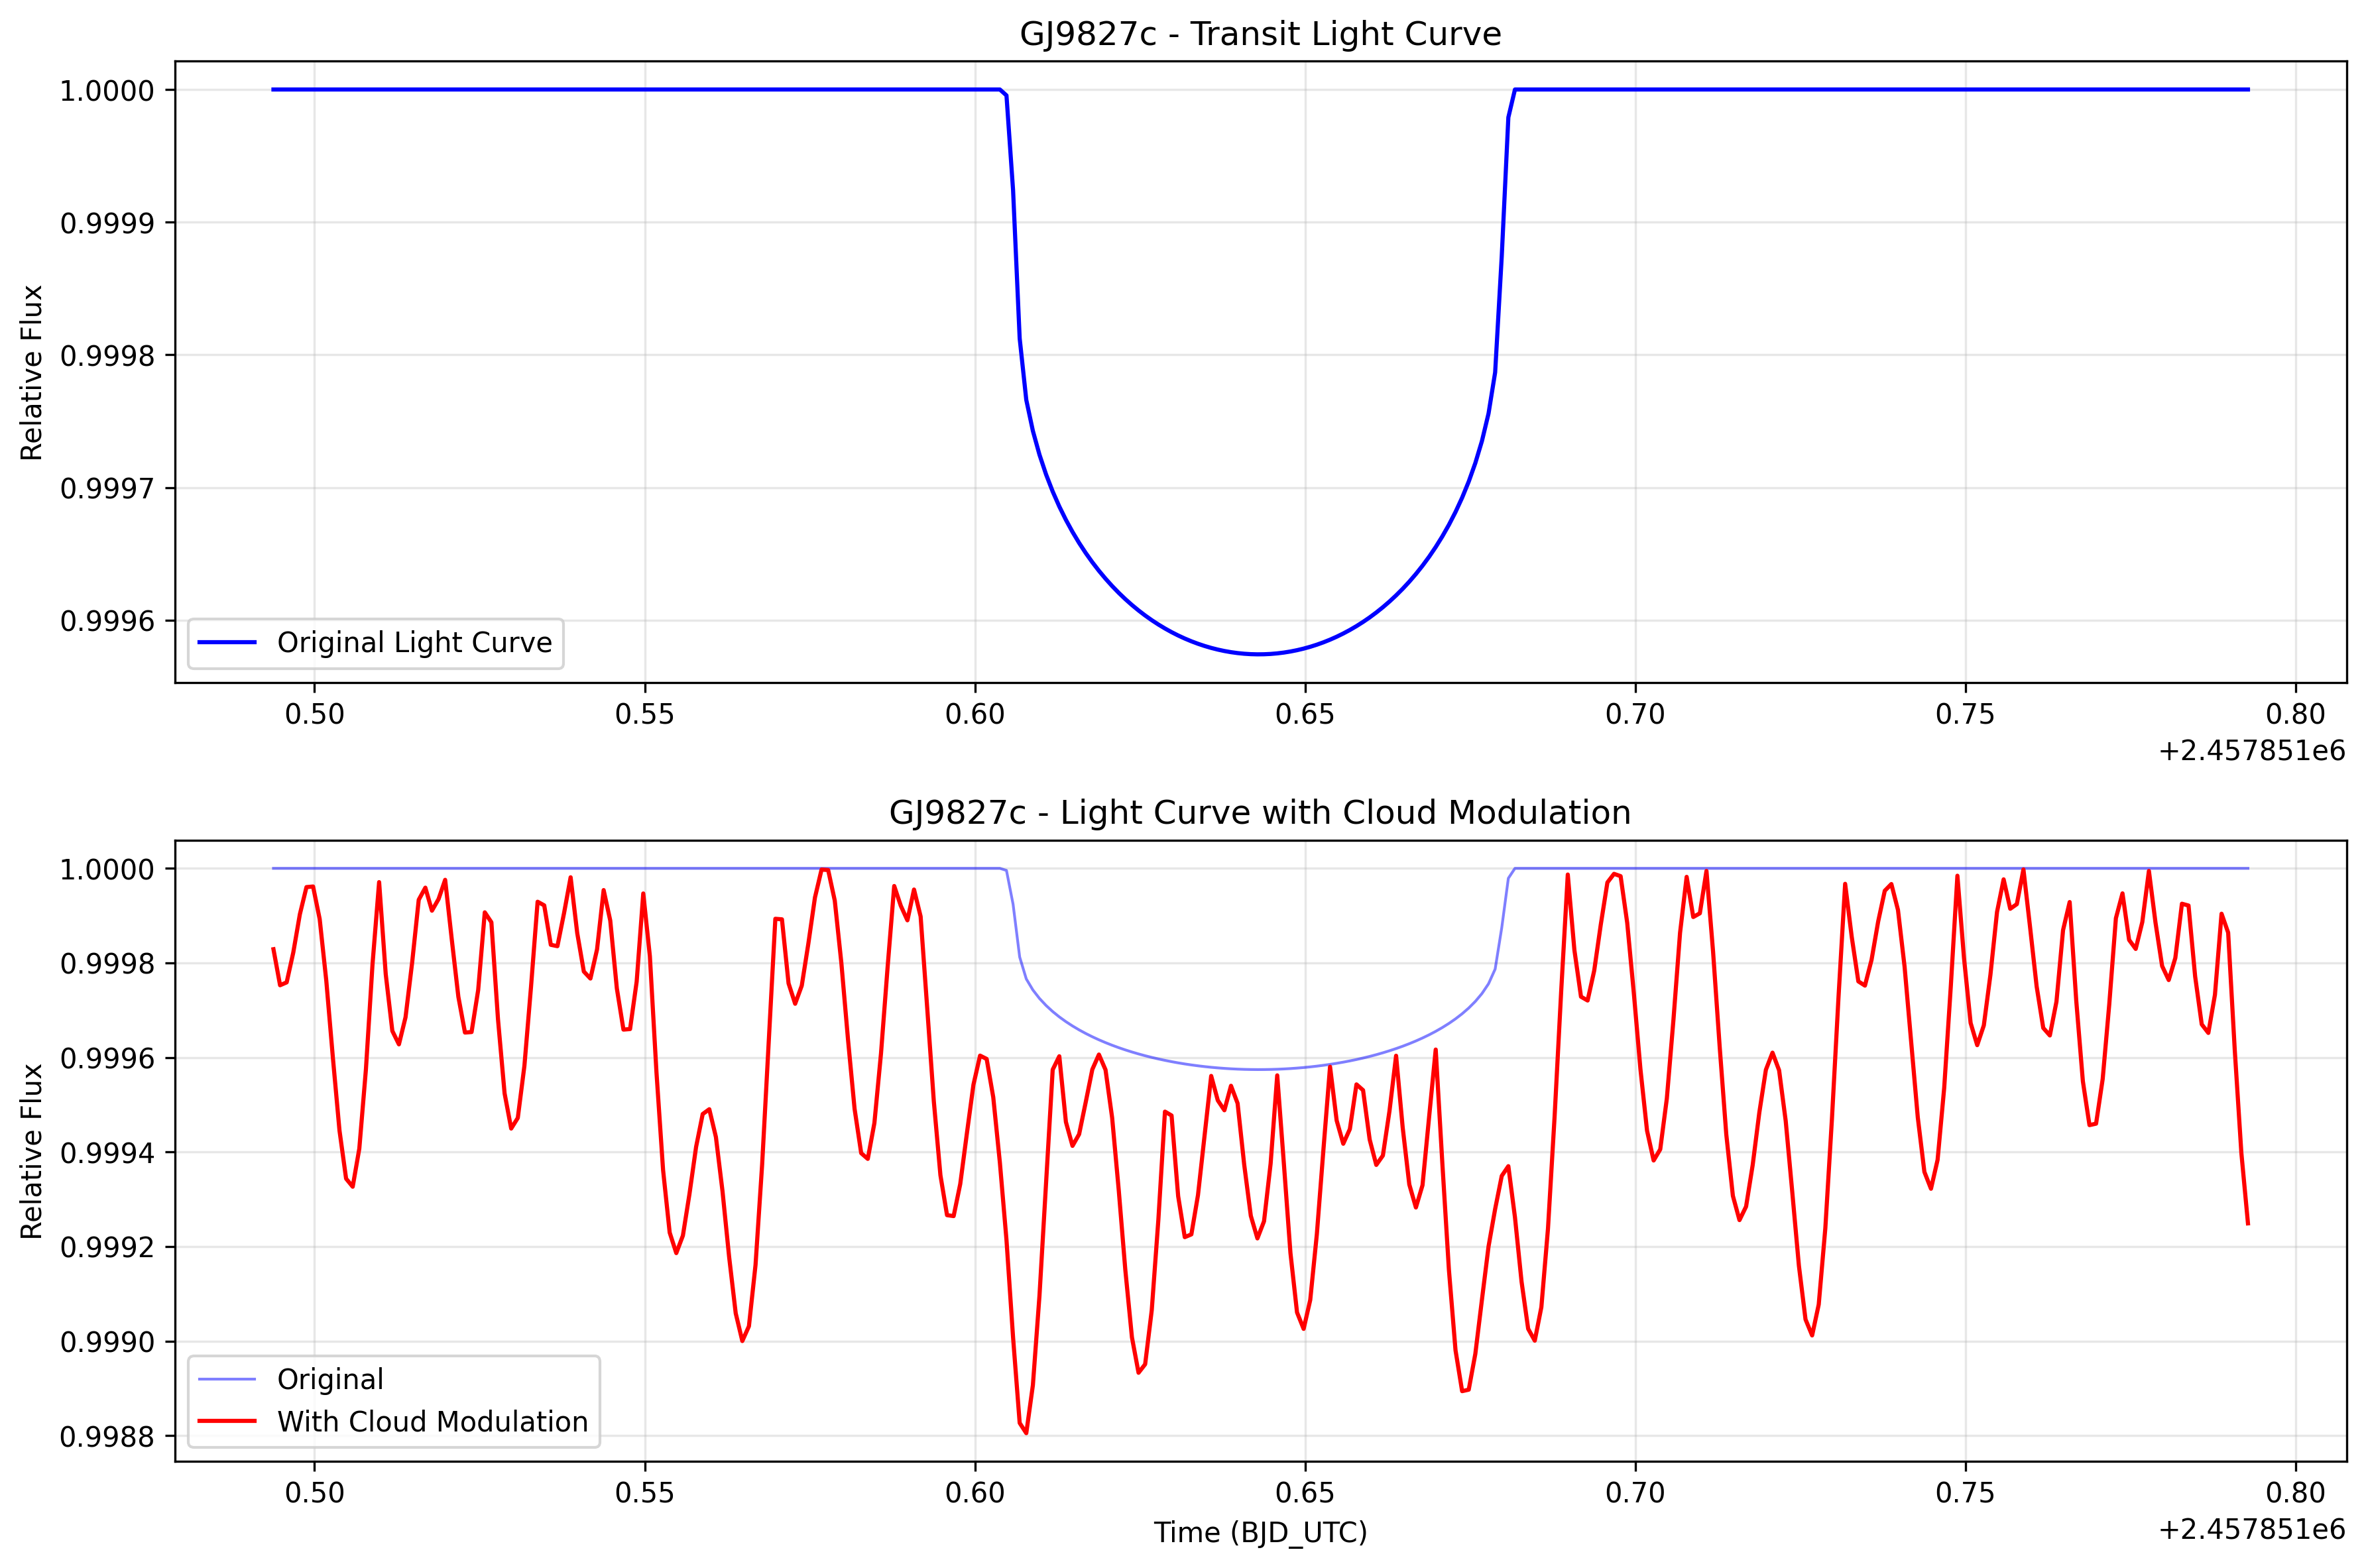 GJ9827c - Transit Light Curve
Relative Flux
1.0000
0.9999
0.9998
0.9997
0.9996
Original Light Curve
0.50 0.55 0.60 0.65 0.70 0.75 0.80
+2.457851e6
GJ9827c - Light Curve with Cloud Modulation
Relative Flux
1.0000
0.9998
0.9996
0.9994
0.9992
0.9990
0.9988
Original
With Cloud Modulation
0.50 0.55 0.60 0.65 0.70 0.75 0.80
Time (BJD_UTC)
+2.457851e6